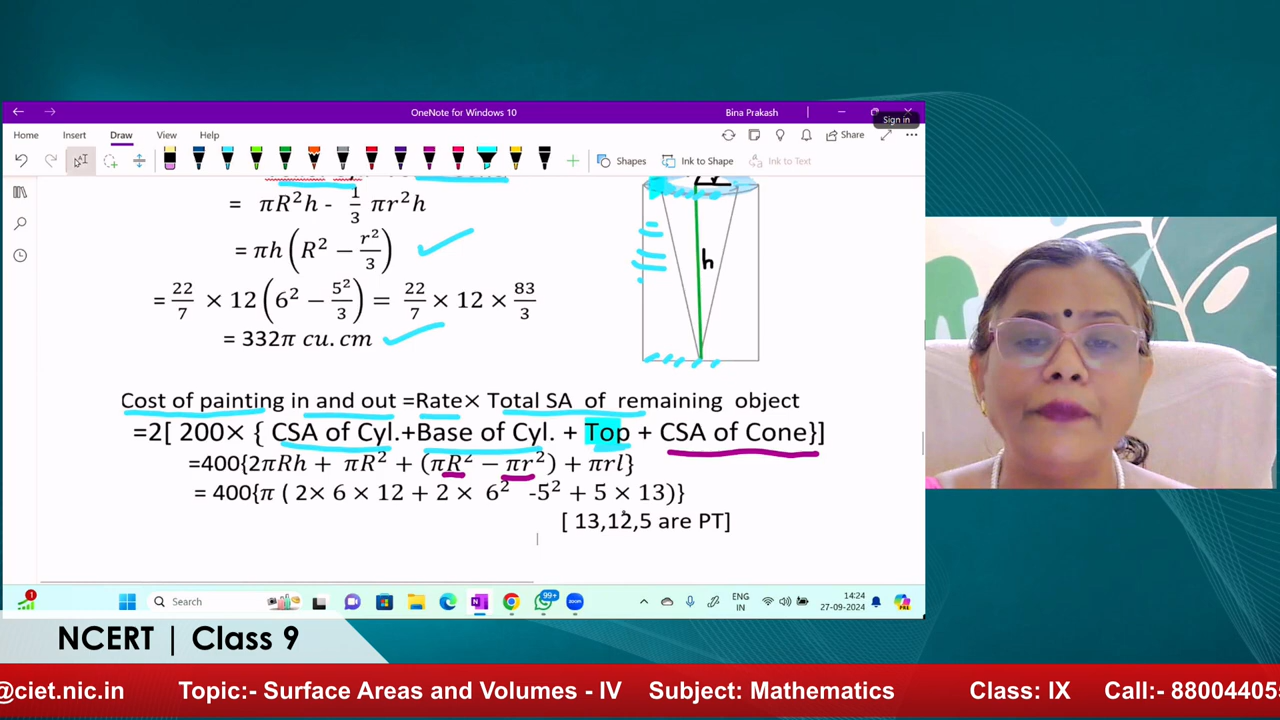 OneNote for Windows 10
Bina Prakash
Sign in
Home Insert Draw View Help
Share
Shapes Ink to Shape Ink to Text
= πR²h - 1/3 πr²h
= πh (R² − r²/3)
= 22/7 × 12 (6² − 5²/3) = 22/7 × 12 × 83/3
= 332π cu. cm
h
Cost of painting in and out =Rate× Total SA of remaining object
=2[ 200× { CSA of Cyl.+Base of Cyl. + Top + CSA of Cone}]
=400{2πRh + πR² + (πR² − πr²) + πrl}
= 400{π ( 2× 6 × 12 + 2 × 6² -5² + 5 × 13)}
[ 13,12,5 are PT]
1
Search
99+
zoom
ENG
IN
14:24
27-09-2024
PRE
NCERT | Class 9
@ciet.nic.in Topic:- Surface Areas and Volumes - IV Subject: Mathematics Class: IX Call:- 880044055